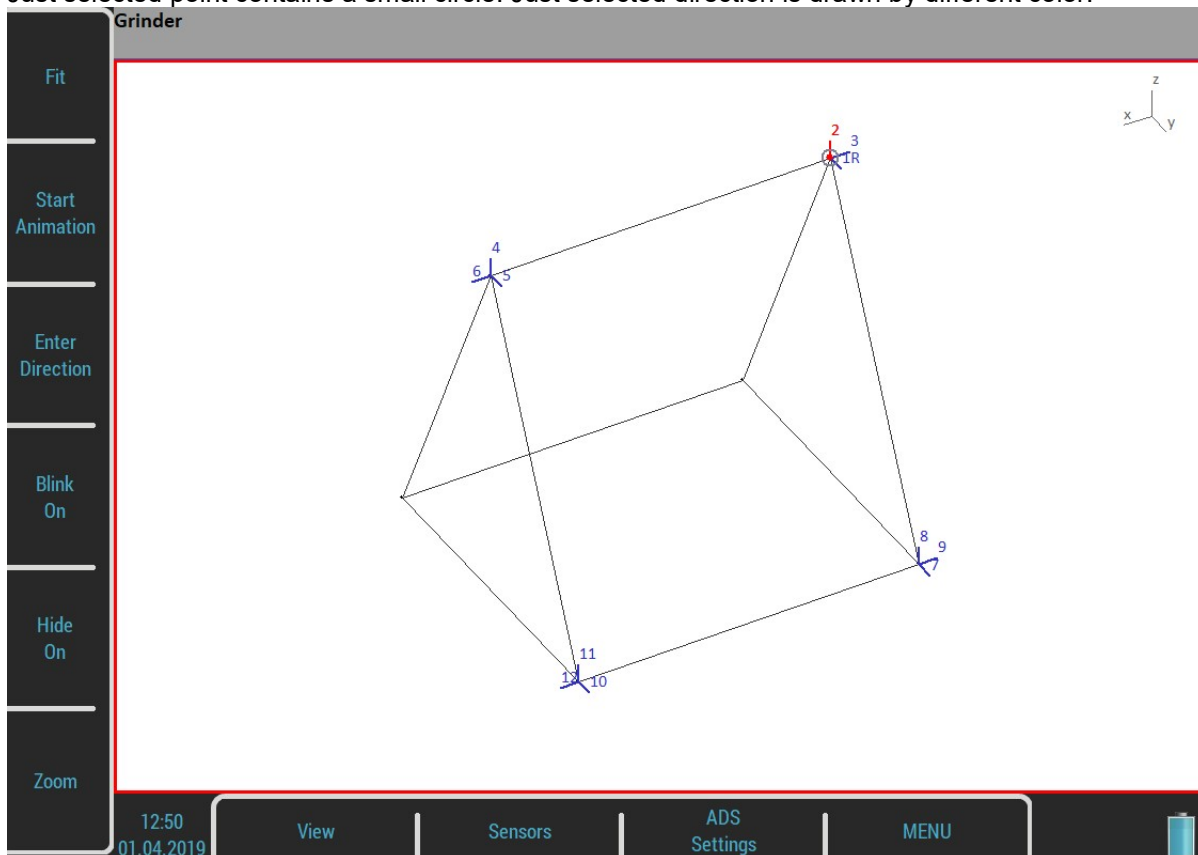 Just selected point contains a small circle. Just selected direction is drawn by different color.
Grinder
Fit
Start
Animation
Enter
Direction
Blink
On
Hide
On
Zoom
z
x
y
2
3
1R
4
6
5
8
9
7
11
12
10
12:50
01.04.2019
View
Sensors
ADS
Settings
MENU